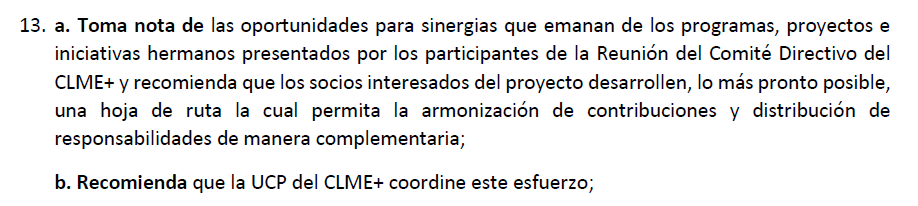 13. a. Toma nota de las oportunidades para sinergias que emanan de los programas, proyectos e
iniciativas hermanos presentados por los participantes de la Reunión del Comité Directivo del
CLME+ y recomienda que los socios interesados del proyecto desarrollen, lo más pronto posible,
una hoja de ruta la cual permita la armonización de contribuciones y distribución de
responsabilidades de manera complementaria;
b. Recomienda que la UCP del CLME+ coordine este esfuerzo;